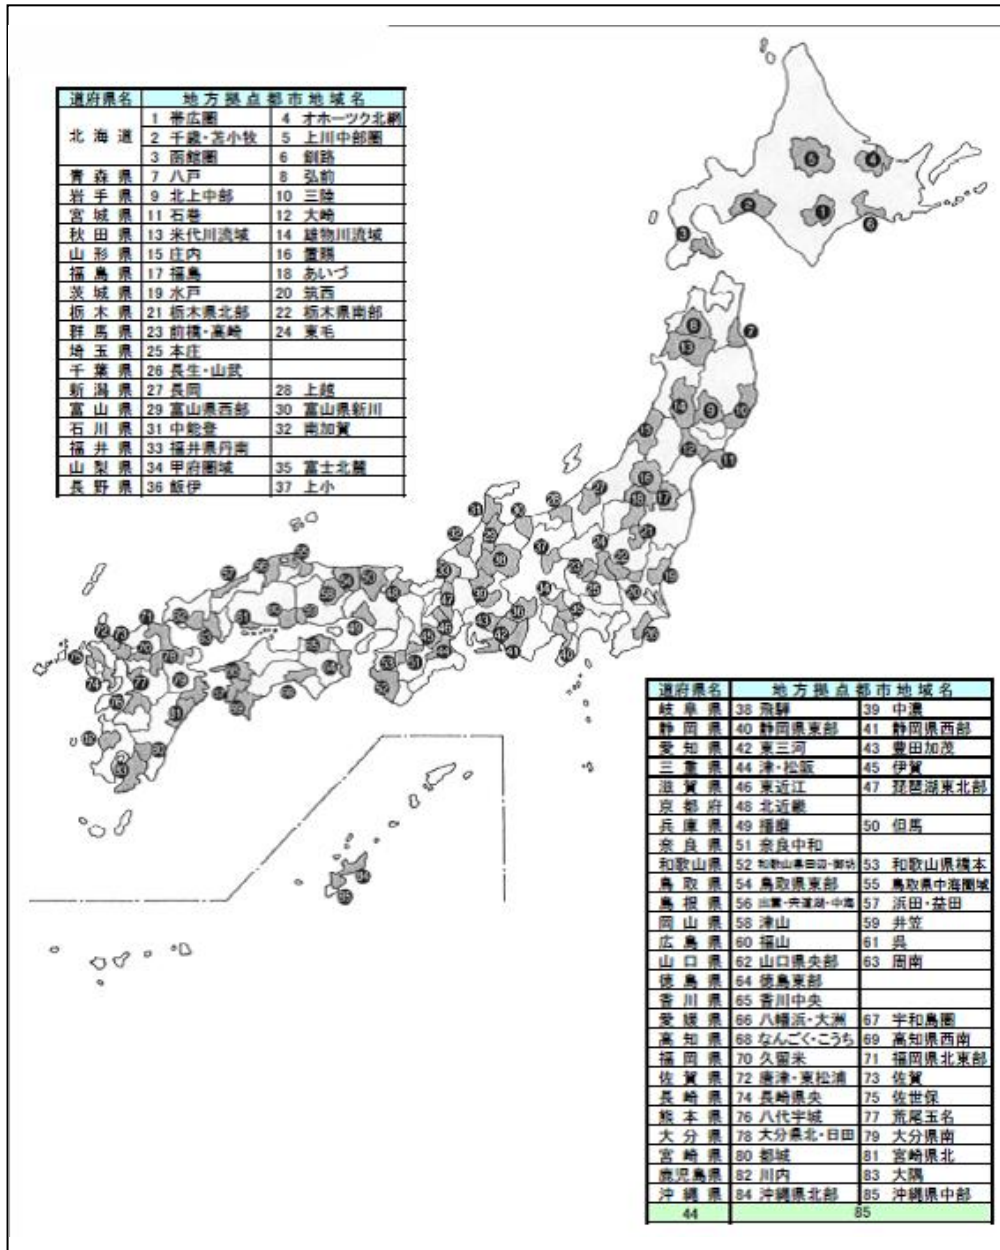 道府県名 地方拠点都市地域名
北海道 1 帯広圏 4 オホーツク北網
2 千歳・苫小牧 5 上川中部圏
3 函館圏 6 釧路
青森県 7 八戸 8 弘前
岩手県 9 北上中部 10 三陸
宮城県 11 石巻 12 大崎
秋田県 13 米代川流域 14 雄物川流域
山形県 15 庄内 16 置賜
福島県 17 福島 18 あいづ
茨城県 19 水戸 20 筑西
栃木県 21 栃木県北部 22 栃木県南部
群馬県 23 前橋・高崎 24 東毛
埼玉県 25 本庄
千葉県 26 長生・山武
新潟県 27 長岡 28 上越
富山県 29 富山県西部 30 富山県新川
石川県 31 中能登 32 南加賀
福井県 33 福井県丹南
山梨県 34 甲府圏域 35 富士北麓
長野県 36 飯伊 37 上小
道府県名 地方拠点都市地域名
岐阜県 38 飛騨 39 中濃
静岡県 40 静岡県東部 41 静岡県西部
愛知県 42 東三河 43 豊田加茂
三重県 44 津・松阪 45 伊賀
滋賀県 46 東近江 47 琵琶湖東北部
京都府 48 北近畿
兵庫県 49 播磨 50 但馬
奈良県 51 奈良中和
和歌山県 52 和歌山県田辺・御坊 53 和歌山県橋本
鳥取県 54 鳥取県東部 55 鳥取県中海圏域
島根県 56 出雲・宍道湖・中海 57 浜田・益田
岡山県 58 津山 59 井笠
広島県 60 福山 61 呉
山口県 62 山口県央部 63 周南
徳島県 64 徳島東部
香川県 65 香川中央
愛媛県 66 八幡浜・大洲 67 宇和島圏
高知県 68 なんごく・こうち 69 高知県西南
福岡県 70 久留米 71 福岡県北東部
佐賀県 72 唐津・東松浦 73 佐賀
長崎県 74 長崎県央 75 佐世保
熊本県 76 八代宇城 77 荒尾玉名
大分県 78 大分県北・日田 79 大分県南
宮崎県 80 都城 81 宮崎県北
鹿児島県 82 川内 83 大隅
沖縄県 84 沖縄県北部 85 沖縄県中部
44 85